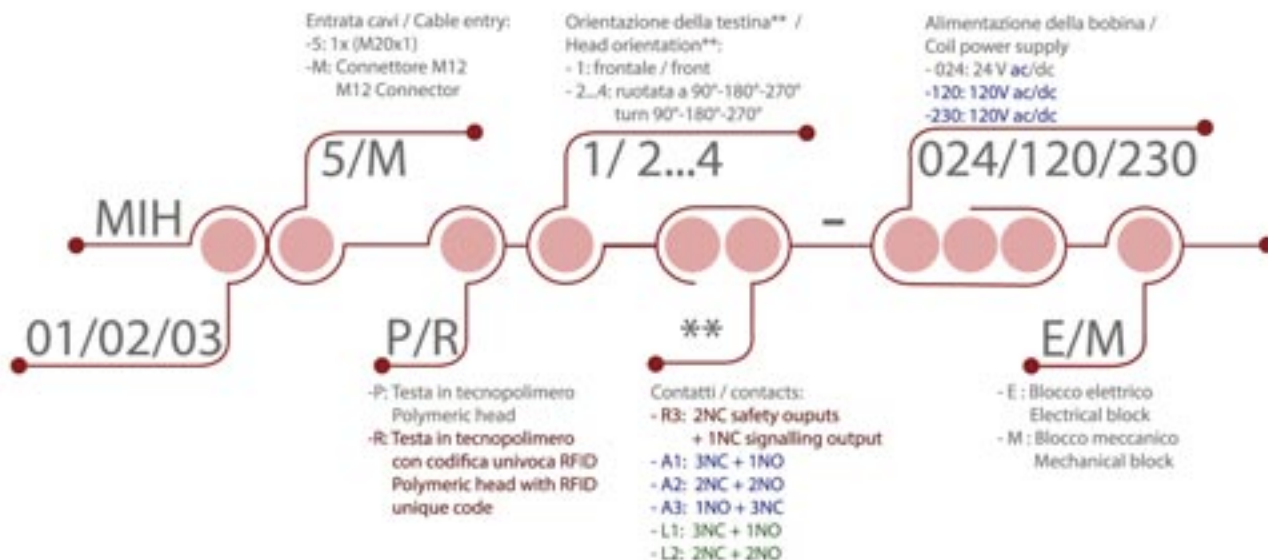 Entrata cavi / Cable entry:
-5: 1x (M20x1)
-M: Connettore M12
M12 Connector
Orientazione della testina** /
Head orientation**:
- 1: frontale / front
- 2...4: ruotata a 90°-180°-270°
turn 90°-180°-270°
Alimentazione della bobina /
Coil power supply
- 024: 24 V ac/dc
-120: 120V ac/dc
-230: 120V ac/dc
5/M
1/ 2...4
024/120/230
MIH
-
01/02/03
P/R
**
E/M
-P: Testa in tecnopolimero
Polymeric head
-R: Testa in tecnopolimero
con codifica univoca RFID
Polymeric head with RFID
unique code
Contatti / contacts:
- R3: 2NC safety ouputs
+ 1NC signalling output
- A1: 3NC + 1NO
- A2: 2NC + 2NO
- A3: 1NO + 3NC
- L1: 3NC + 1NO
- L2: 2NC + 2NO
- E : Blocco elettrico
Electrical block
- M : Blocco meccanico
Mechanical block